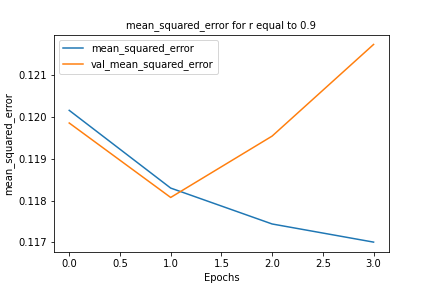 mean_squared_error for r equal to 0.9
mean_squared_error
val_mean_squared_error
mean_squared_error
0.121
0.120
0.119
0.118
0.117
0.0 0.5 1.0 1.5 2.0 2.5 3.0
Epochs